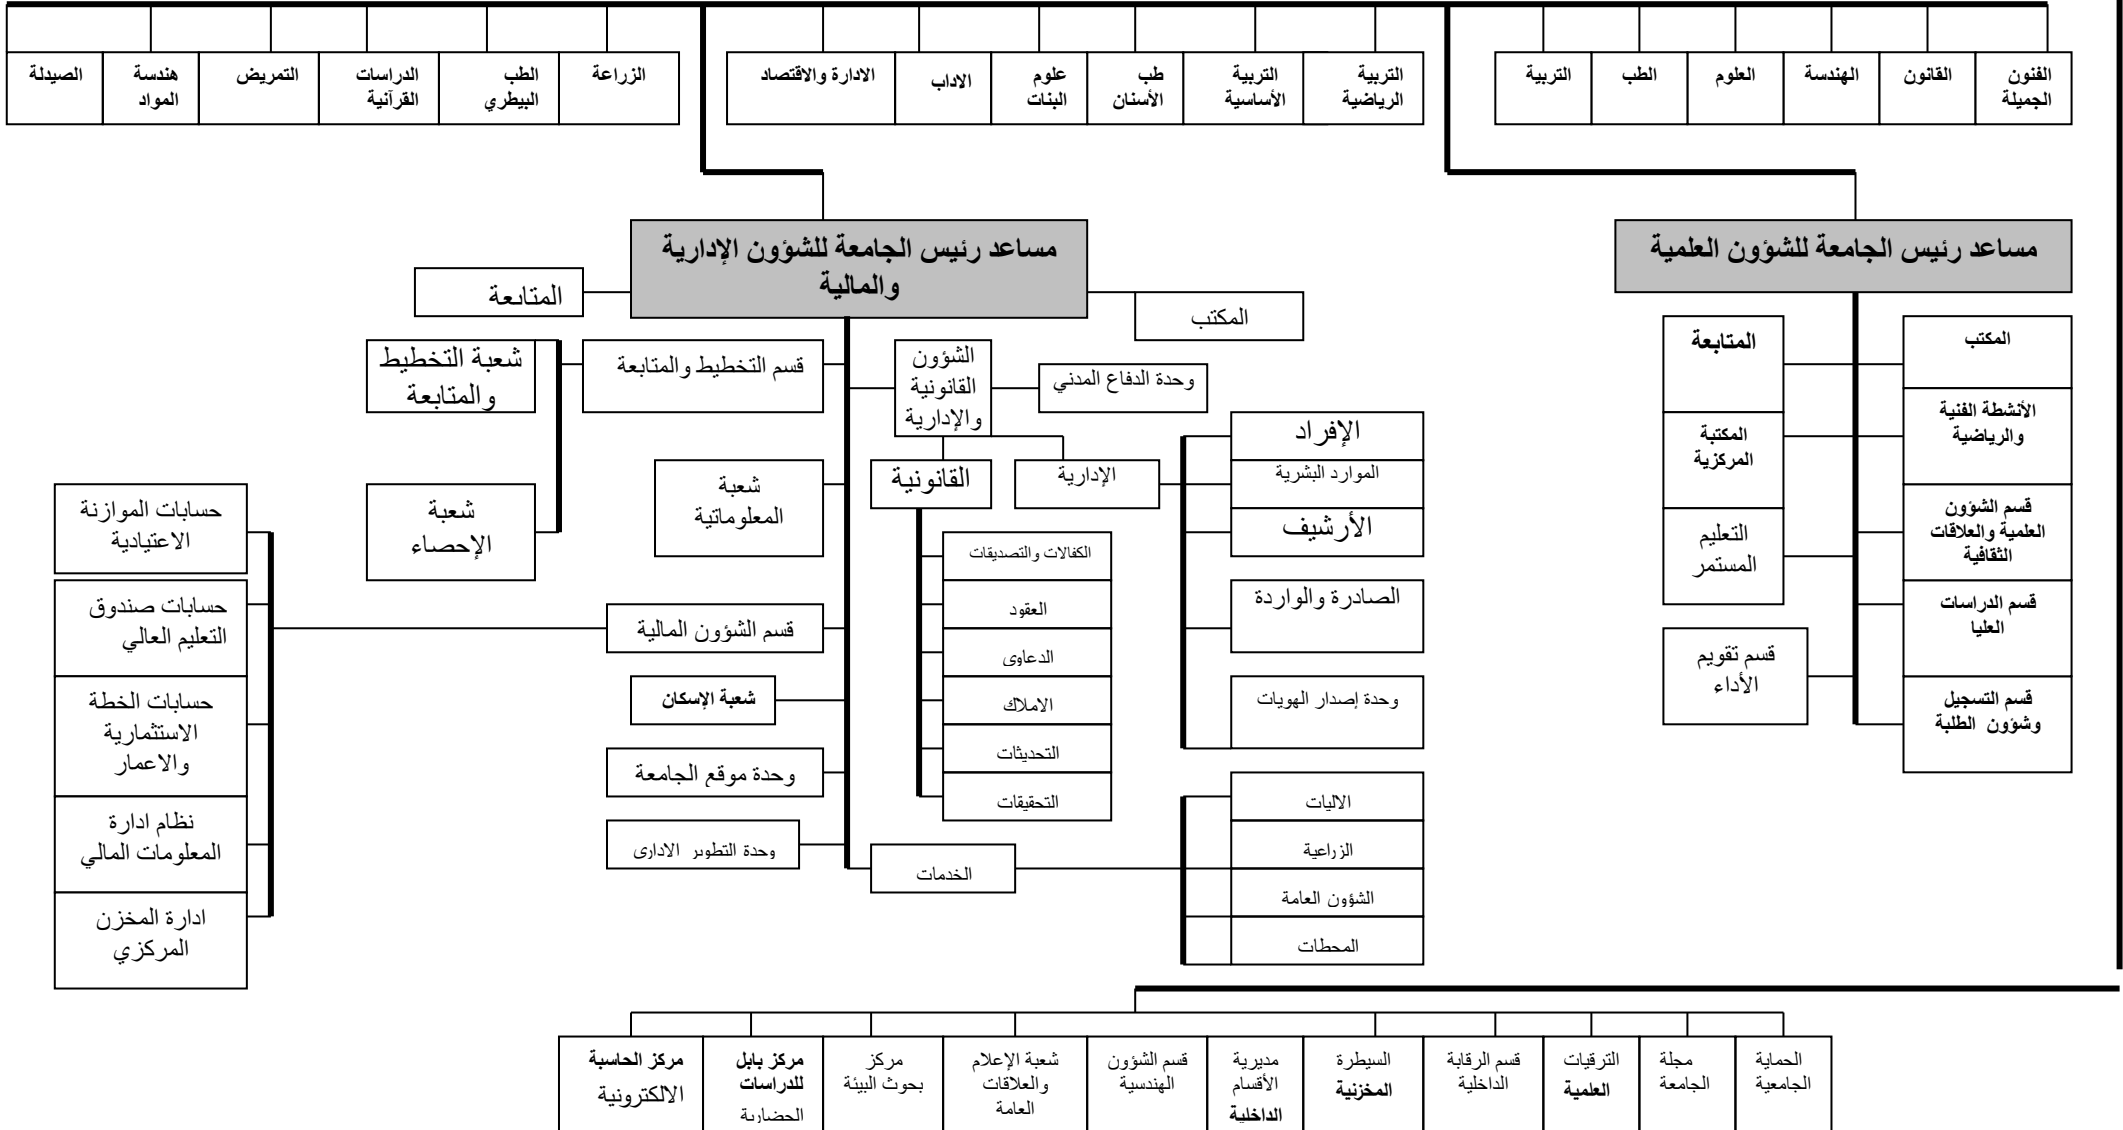 الفنون
الجميلة
القانون
الهندسة
العلوم
الطب
التربية
التربية
الرياضية
التربية
الأساسية
طب
الأسنان
علوم
البنات
الاداب
الادارة والاقتصاد
الزراعة
الطب
البيطري
الدراسات
القرآنية
التمريض
هندسة
المواد
الصيدلة
مساعد رئيس الجامعة للشؤون العلمية
المكتب
الأنشطة الفنية
والرياضية
قسم الشؤون
العلمية والعلاقات
الثقافية
قسم الدراسات
العليا
قسم التسجيل
وشؤون الطلبة
المتابعة
المكتبة
المركزية
التعليم
المستمر
قسم تقويم
الأداء
مساعد رئيس الجامعة للشؤون الإدارية
والمالية
المكتب
المتابعة
الشؤون
القانونية
والإدارية
وحدة الدفاع المدني
الإدارية
الإفراد
الموارد البشرية
الأرشيف
الصادرة والواردة
وحدة إصدار الهويات
القانونية
الكفالات والتصديقات
العقود
الدعاوى
الاملاك
التحديثات
التحقيقات
الخدمات
الاليات
الزراعية
الشؤون العامة
المحطات
قسم التخطيط والمتابعة
شعبة التخطيط
والمتابعة
شعبة
الإحصاء
شعبة
المعلوماتية
قسم الشؤون المالية
شعبة الإسكان
وحدة موقع الجامعة
وحدة التطوير الادارى
حسابات الموازنة
الاعتيادية
حسابات صندوق
التعليم العالي
حسابات الخطة
الاستثمارية
والاعمار
نظام ادارة
المعلومات المالي
ادارة المخزن
المركزي
الحماية
الجامعية
مجلة
الجامعة
الترقيات
العلمية
قسم الرقابة
الداخلية
السيطرة
المخزنية
مديرية
الأقسام
الداخلية
قسم الشؤون
الهندسية
شعبة الإعلام
والعلاقات
العامة
مركز
بحوث البيئة
مركز بابل
للدراسات
الحضارية
مركز الحاسبة
الالكترونية